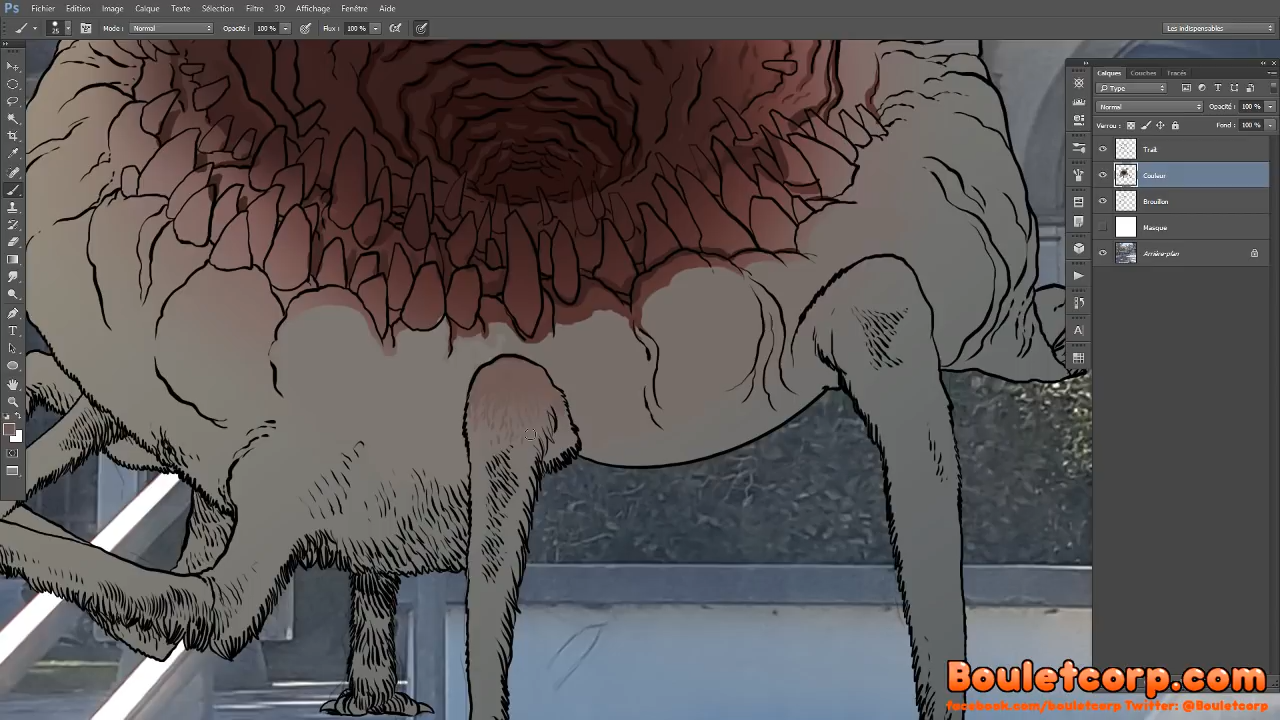 Ps Fichier Edition Image Calque Texte Sélection Filtre 3D Affichage Fenêtre Aide
25 Mode : Normal Opacité : 100 % Flux : 100 % Les indispensables
Calques Couches Tracés
Type
Normal Opacité : 100 %
Verrou : Fond : 100 %
Trait
Couleur
Brouillon
Masque
Arrière-plan
Bouletcorp.com
facebook.com/bouletcorp Twitter: @Bouletcorp